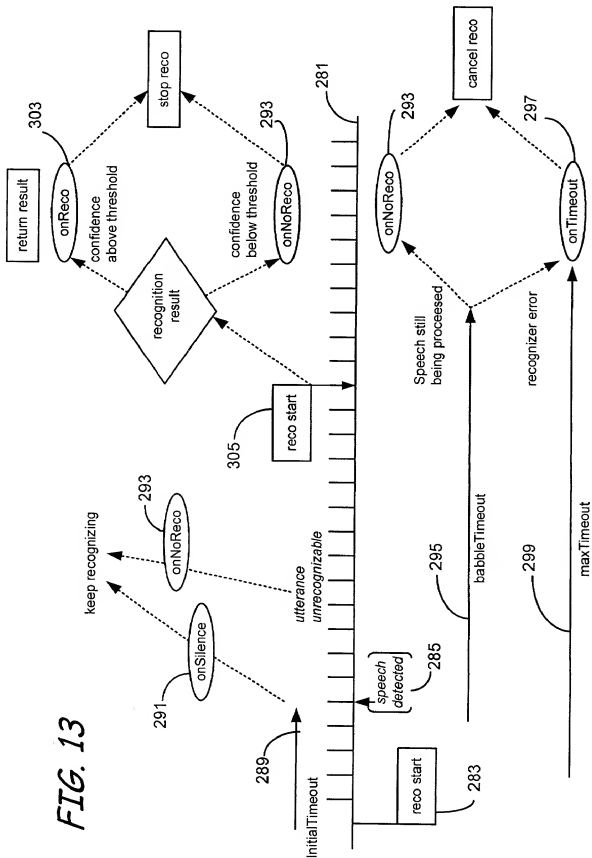 FIG. 13
InitialTimeout
289
291
onSilence
keep recognizing
onNoReco
293
utterance
unrecognizable
305
reco start
recognition
result
confidence
above threshold
confidence
below threshold
return result
onReco
303
onNoReco
293
stop reco
281
reco start
283
speech
detected
285
295
babbleTimeout
Speech still
being proceesed
recognizer error
onNoReco
293
cancel reco
299
maxTimeout
onTimeout
297